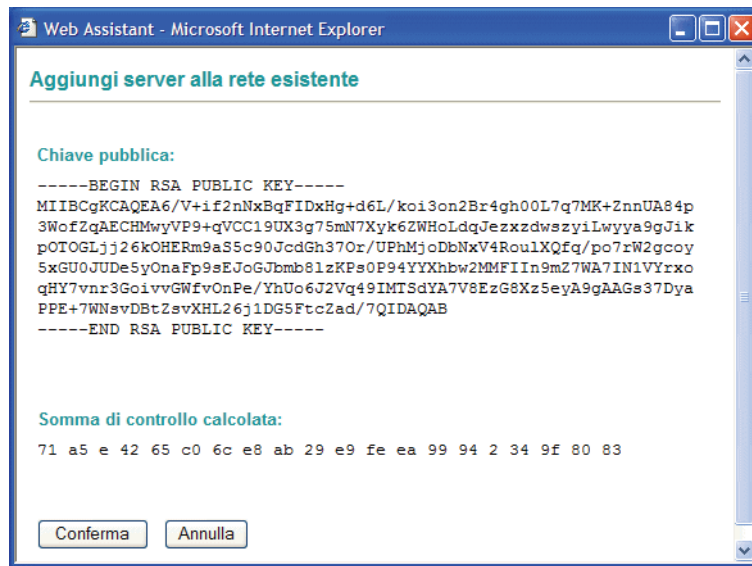 Web Assistant - Microsoft Internet Explorer
Aggiungi server alla rete esistente
Chiave pubblica:
-----BEGIN RSA PUBLIC KEY-----
MIIBCgKCAQEA6/V+if2nNxBqFIDxHg+d6L/koi3on2Br4gh00L7q7MK+ZnnUA84p
3WofZqAECHMwyVP9+qVCC19UX3g75mN7Xyk6ZWHoLdqJezxzdwszyiLwyya9gJik
pOTOGLjj26kOHERm9aS5c90JcdGh37Or/UPhMjoDbNxV4RoulXQfq/po7rW2gcoy
5xGU0JUDe5yOnaFp9sEJoGJbmb8lzKPs0P94YYXhbw2MMFIIn9mZ7WA7IN1VYrxo
qHY7vnr3GoivvGWfvOnPe/YhUo6J2Vq49IMTSdYA7V8EzG8Xz5eyA9gAAGs37Dya
PPE+7WNsvDBtZsvXHL26j1DG5FtcZad/7QIDAQAB
-----END RSA PUBLIC KEY-----
Somma di controllo calcolata:
71 a5 e 42 65 c0 6c e8 ab 29 e9 fe ea 99 94 2 34 9f 80 83
Conferma Annulla